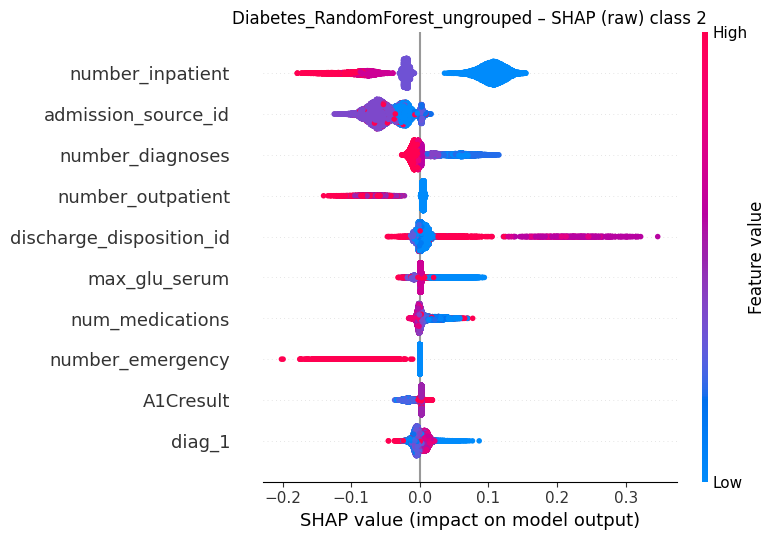 Diabetes_RandomForest_ungrouped – SHAP (raw) class 2
High
number_inpatient
admission_source_id
number_diagnoses
number_outpatient
discharge_disposition_id
max_glu_serum
num_medications
number_emergency
A1Cresult
diag_1
Feature value
Low
−0.2 −0.1 0.0 0.1 0.2 0.3
SHAP value (impact on model output)